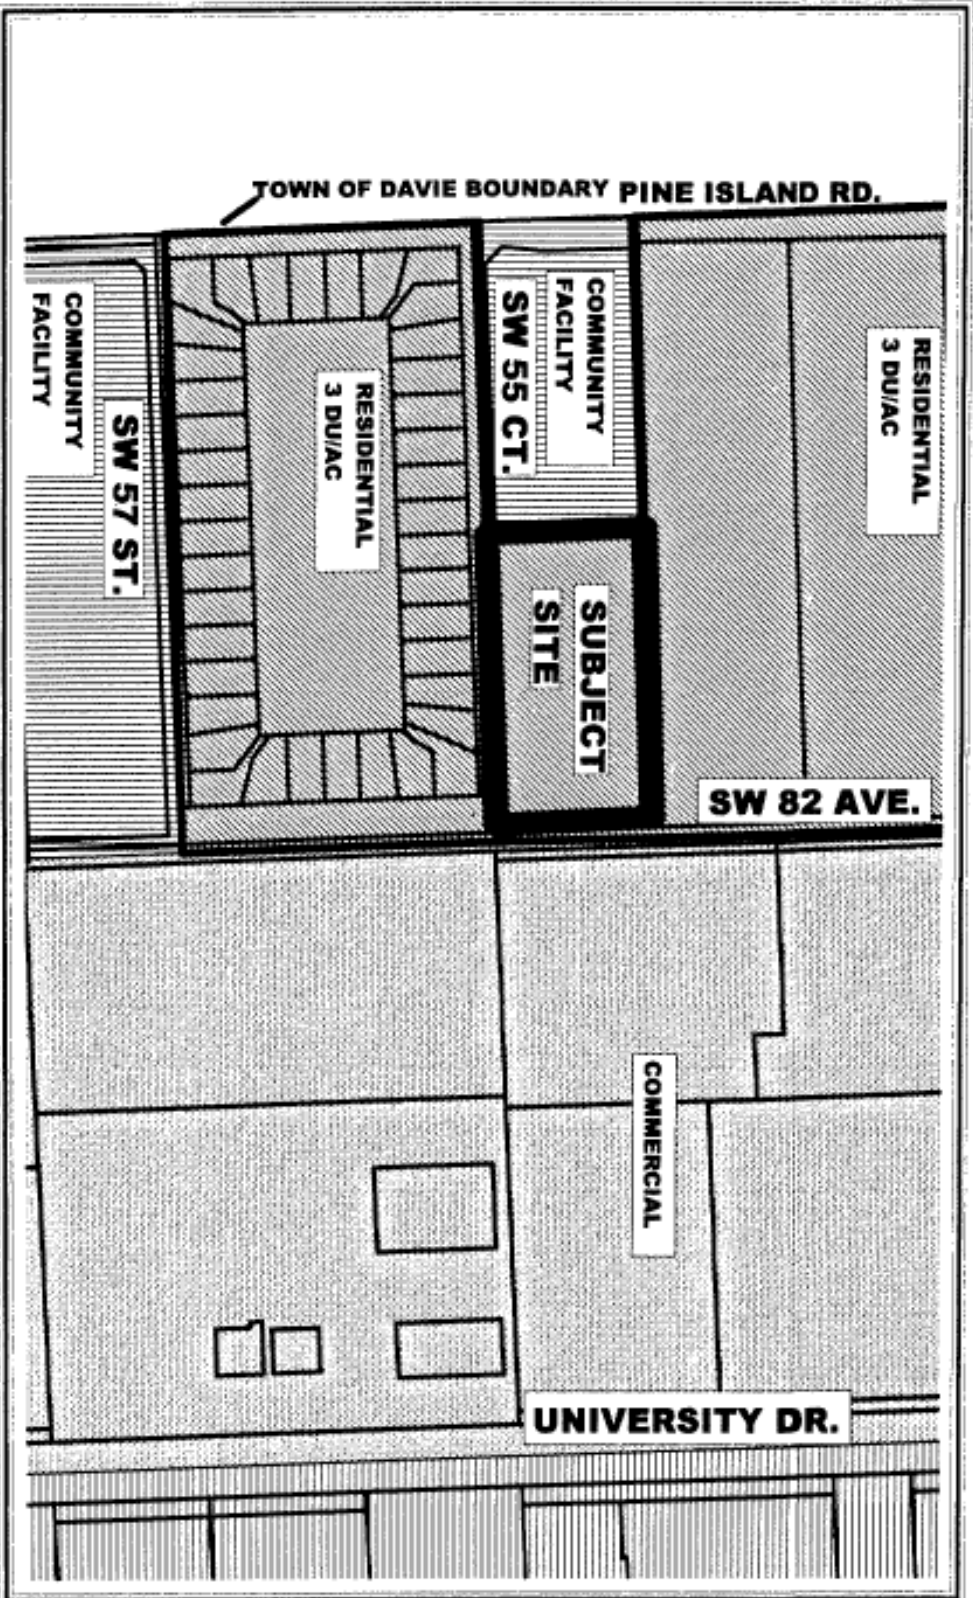 TOWN OF DAVIE BOUNDARY
PINE ISLAND RD.
COMMUNITY
FACILITY
SW 57 ST.
RESIDENTIAL
3 DU/AC
SW 55 CT.
COMMUNITY
FACILITY
RESIDENTIAL
3 DU/AC
SUBJECT
SITE
SW 82 AVE.
COMMERCIAL
UNIVERSITY DR.